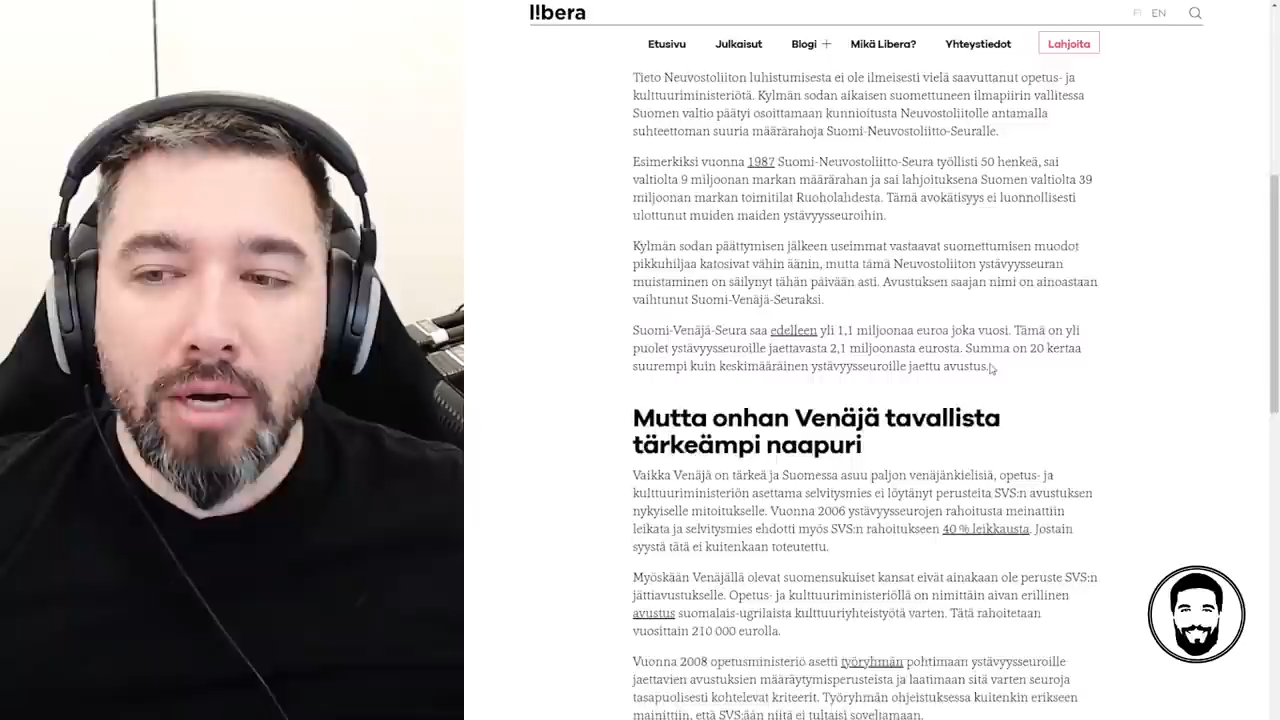 l!bera
FI EN
Etusivu Julkaisut Blogi Mikä Libera? Yhteystiedot Lahjoita
Tieto Neuvostoliiton luhistumisesta ei ole ilmeisesti vielä saavuttanut opetus- ja
kulttuuriministeriötä. Kylmän sodan aikaisen suomettuneen ilmapiirin vallitessa
Suomen valtio päätyi osoittamaan kunnioitusta Neuvostoliitolle antamalla
suhteettoman suuria määrärahoja Suomi-Neuvostoliitto-Seuralle.
Esimerkiksi vuonna 1987 Suomi-Neuvostoliitto-Seura työllisti 50 henkeä, sai
valtiolta 9 miljoonan markan määrärahan ja sai lahjoituksena Suomen valtiolta 39
miljoonan markan toimitilat Ruoholahdesta. Tämä avokätisyys ei luonnollisesti
ulottunut muiden maiden ystävyysseuroihin.
Kylmän sodan päättymisen jälkeen useimmat vastaavat suomettumisen muodot
pikkuhiljaa katosivat vähin äänin, mutta tämä Neuvostoliiton ystävyysseuran
muistaminen on säilynyt tähän päivään asti. Avustuksen saajan nimi on ainoastaan
vaihtunut Suomi-Venäjä-Seuraksi.
Suomi-Venäjä-Seura saa edelleen yli 1,1 miljoonaa euroa joka vuosi. Tämä on yli
puolet ystävyysseuroille jaettavasta 2,1 miljoonasta eurosta. Summa on 20 kertaa
suurempi kuin keskimääräinen ystävyysseuroille jaettu avustus.
Mutta onhan Venäjä tavallista
tärkeämpi naapuri
Vaikka Venäjä on tärkeä ja Suomessa asuu paljon venäjänkielisiä, opetus- ja
kulttuuriministeriön asettama selvitysmies ei löytänyt perusteita SVS:n avustuksen
nykyiselle mitoitukselle. Vuonna 2006 ystävyysseurojen rahoitusta meinattiin
leikata ja selvitysmies ehdotti myös SVS:n rahoitukseen 40 % leikkausta. Jostain
syystä tätä ei kuitenkaan toteutettu.
Myöskään Venäjällä olevat suomensukuiset kansat eivät ainakaan ole peruste SVS:n
jättiavustukselle. Opetus- ja kulttuuriministeriöllä on nimittäin aivan erillinen
avustus suomalais-ugrilaista kulttuuriyhteistyötä varten. Tätä rahoitetaan
vuosittain 210 000 eurolla.
Vuonna 2008 opetusministeriö asetti työryhmän pohtimaan ystävyysseuroille
jaettavien avustuksien määräytymisperusteista ja laatimaan sitä varten seuroja
tasapuolisesti kohtelevat kriteerit. Työryhmän ohjeistuksessa kuitenkin erikseen
mainittiin, että SVS:ään niitä ei tultaisi soveltamaan.